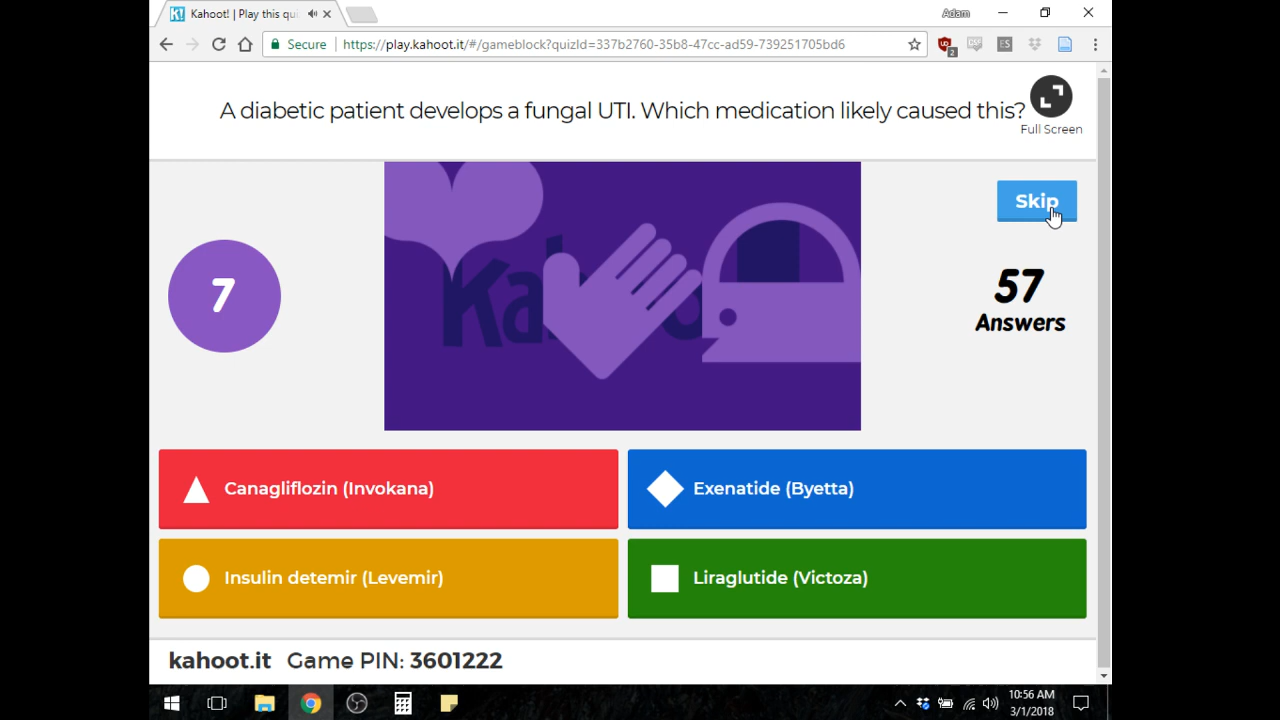 Kahoot! | Play this qui
Adam
Secure
https://play.kahoot.it/#/gameblock?quizId=337b2760-35b8-47cc-ad59-739251705bd6
2
ES
A diabetic patient develops a fungal UTI. Which medication likely caused this?
Full Screen
Skip
7
57
Answers
Canagliflozin (Invokana)
Exenatide (Byetta)
Insulin detemir (Levemir)
Liraglutide (Victoza)
kahoot.it Game PIN: 3601222
10:56 AM
3/1/2018